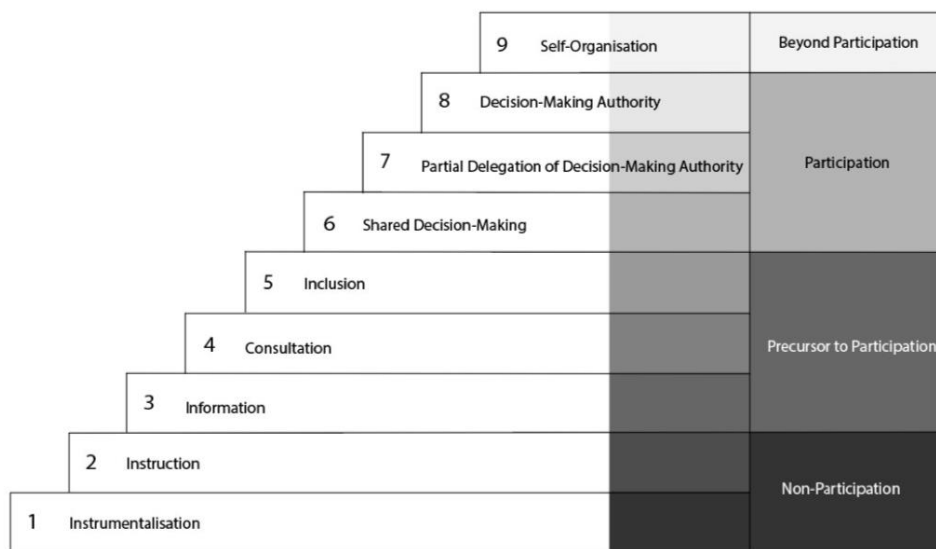 9 Self-Organisation Beyond Participation
8 Decision-Making Authority
7 Partial Delegation of Decision-Making Authority Participation
6 Shared Decision-Making
5 Inclusion
4 Consultation Precursor to Participation
3 Information
2 Instruction
Non-Participation
1 Instrumentalisation